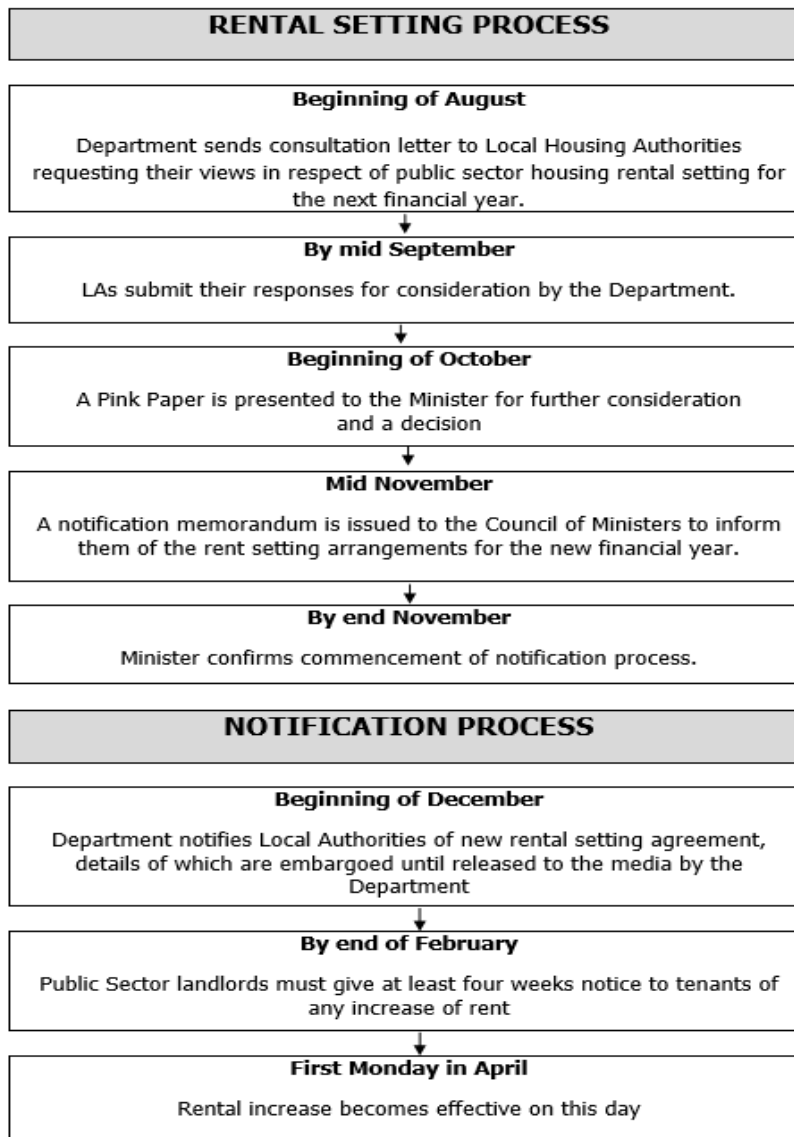 RENTAL SETTING PROCESS
Beginning of August
Department sends consultation letter to Local Housing Authorities
requesting their views in respect of public sector housing rental setting for
the next financial year.
By mid September
LAs submit their responses for consideration by the Department.
Beginning of October
A Pink Paper is presented to the Minister for further consideration
and a decision
Mid November
A notification memorandum is issued to the Council of Ministers to inform
them of the rent setting arrangements for the new financial year.
By end November
Minister confirms commencement of notification process.
NOTIFICATION PROCESS
Beginning of December
Department notifies Local Authorities of new rental setting agreement,
details of which are embargoed until released to the media by the
Department
By end of February
Public Sector landlords must give at least four weeks notice to tenants of
any increase of rent
First Monday in April
Rental increase becomes effective on this day